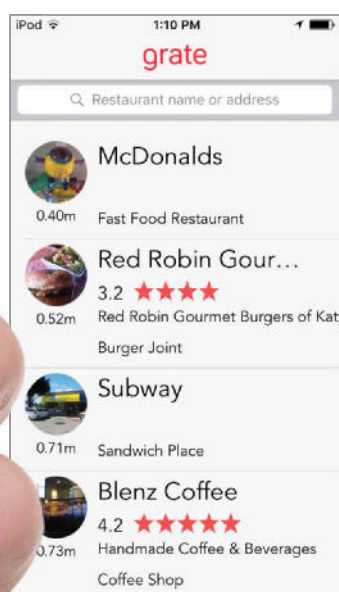 iPod 1:10 PM
grate
Restaurant name or address
McDonalds
0.40m Fast Food Restaurant
Red Robin Gour...
3.2
0.52m Red Robin Gourmet Burgers of Katy
Burger Joint
Subway
0.71m Sandwich Place
Blenz Coffee
4.2
0.73m Handmade Coffee & Beverages
Coffee Shop